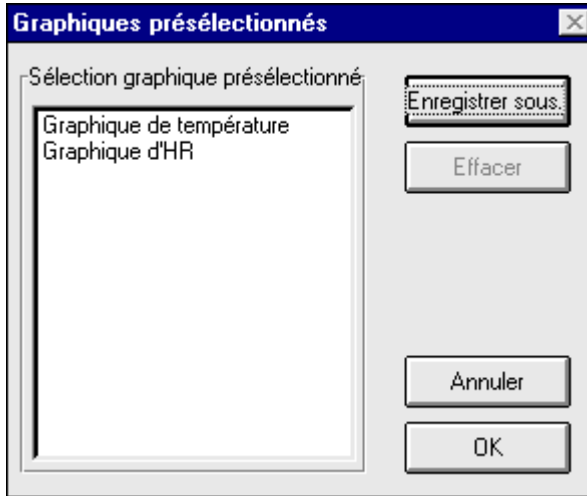 Graphiques présélectionnés
Sélection graphique présélectionné
Graphique de température
Graphique d'HR
Enregistrer sous.
Effacer
Annuler
OK